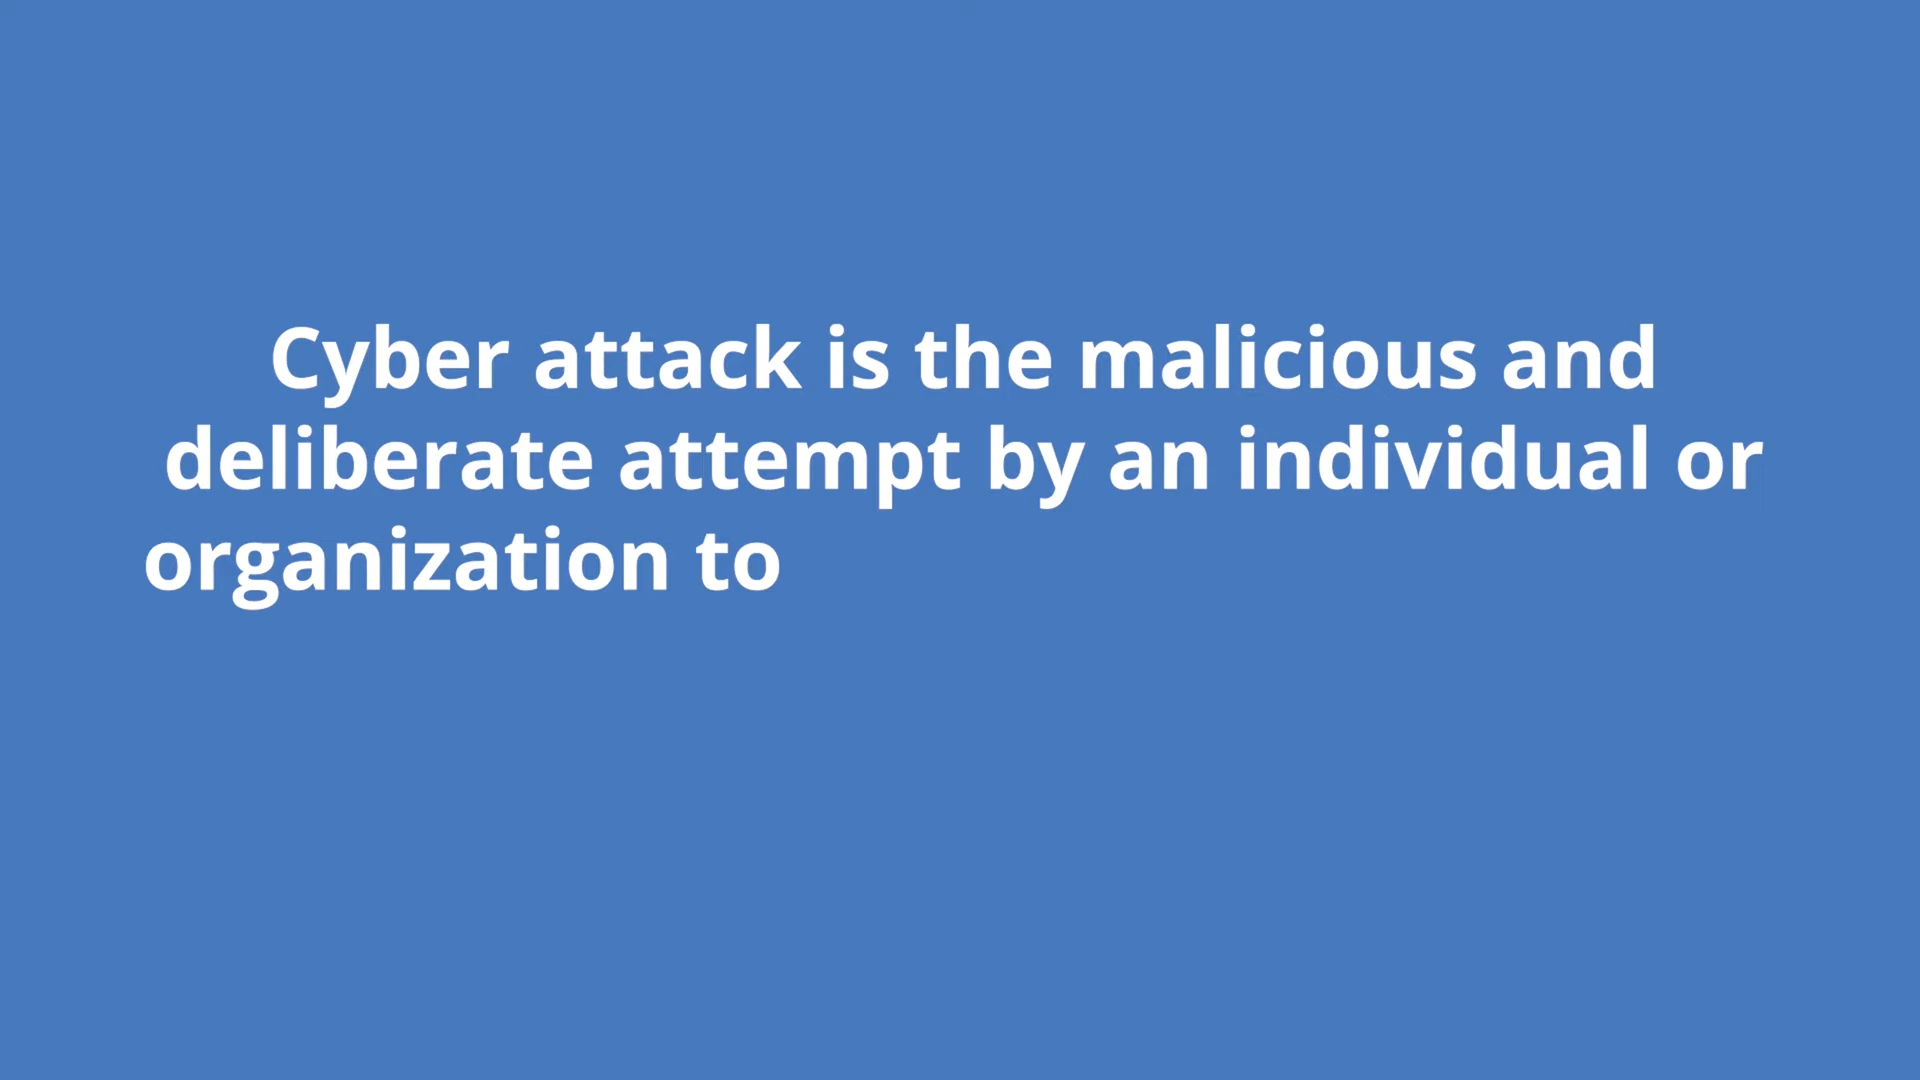 Cyber attack is the malicious and
deliberate attempt by an individual or
organization to